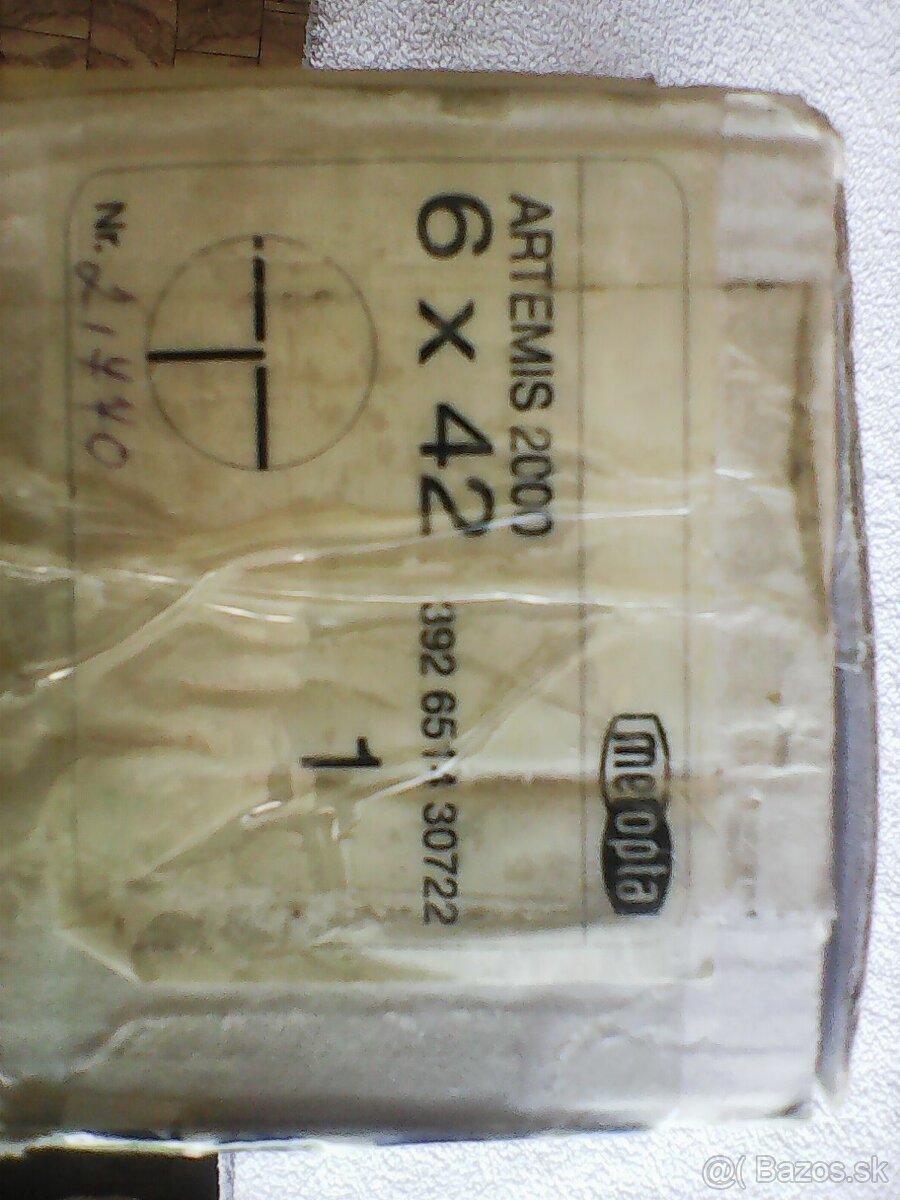 meopta
ARTEMIS 2000
6 x 42
392 651 1 30722
1
Nr. 21440
@( Bazos.sk